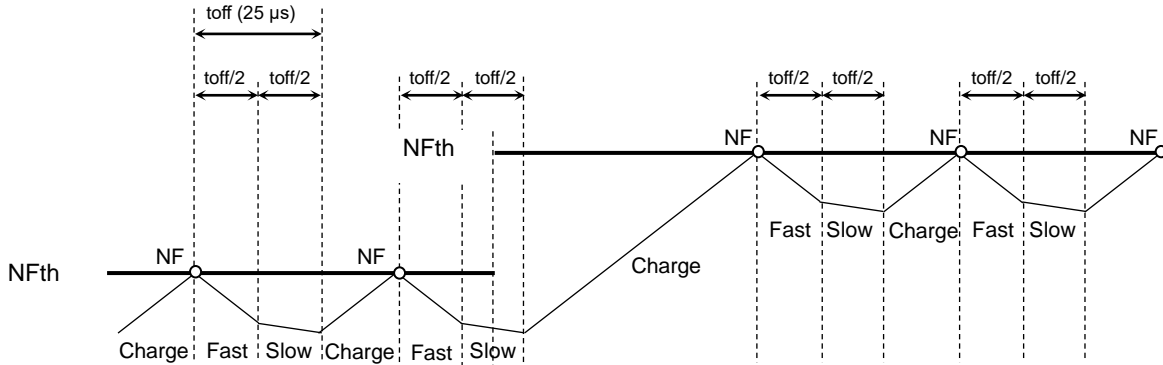 toff (25 µs)
toff/2 toff/2 toff/2 toff/2 toff/2 toff/2 toff/2 toff/2
NFth NF NF NF
Fast Slow Charge Fast Slow
NFth NF NF Charge
Charge Fast Slow Charge Fast Slow